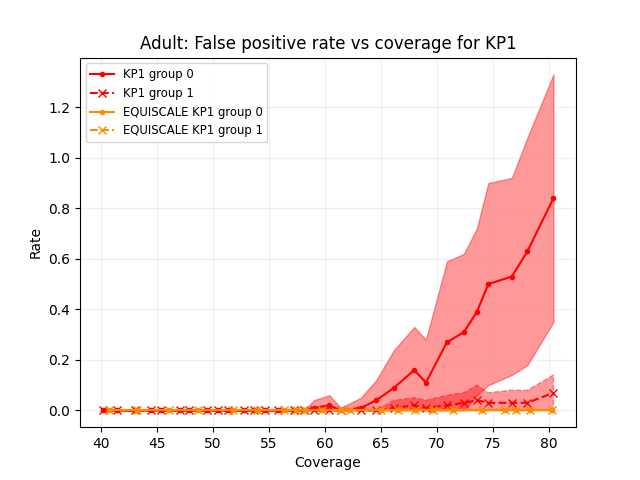 Adult: False positive rate vs coverage for KP1
KP1 group 0
KP1 group 1
EQUISCALE KP1 group 0
EQUISCALE KP1 group 1
Rate
1.2
1.0
0.8
0.6
0.4
0.2
0.0
40 45 50 55 60 65 70 75 80
Coverage